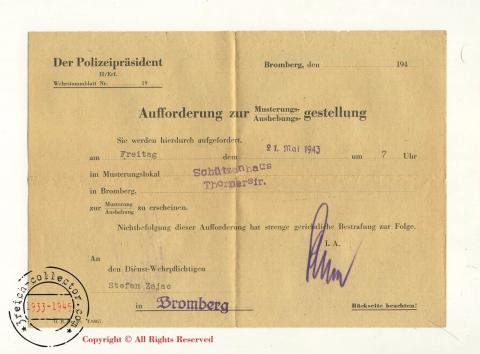 Der Polizeipräsident
II/Erf.
Wehrstammblatt Nr. 19
Bromberg, den 194
Aufforderung zur Musterungs- gestellung
Aushebungs-
Sie werden hierdurch aufgefordert,
am Freitag dem 21. Mai 1943 um 7 Uhr
im Musterungslokal Schützenhaus
Thornerstr.
in Bromberg,
zur Musterung zu erscheinen.
Aushebung
Nichtbefolgung dieser Aufforderung hat strenge gerichtliche Bestrafung zur Folge.
I. A.
An
den Dienst-Wehrpflichtigen
Stefan Zajac
in Bromberg
Rückseite beachten!
3reich-collector.com
1933-1945
Copyright © All Rights Reserved